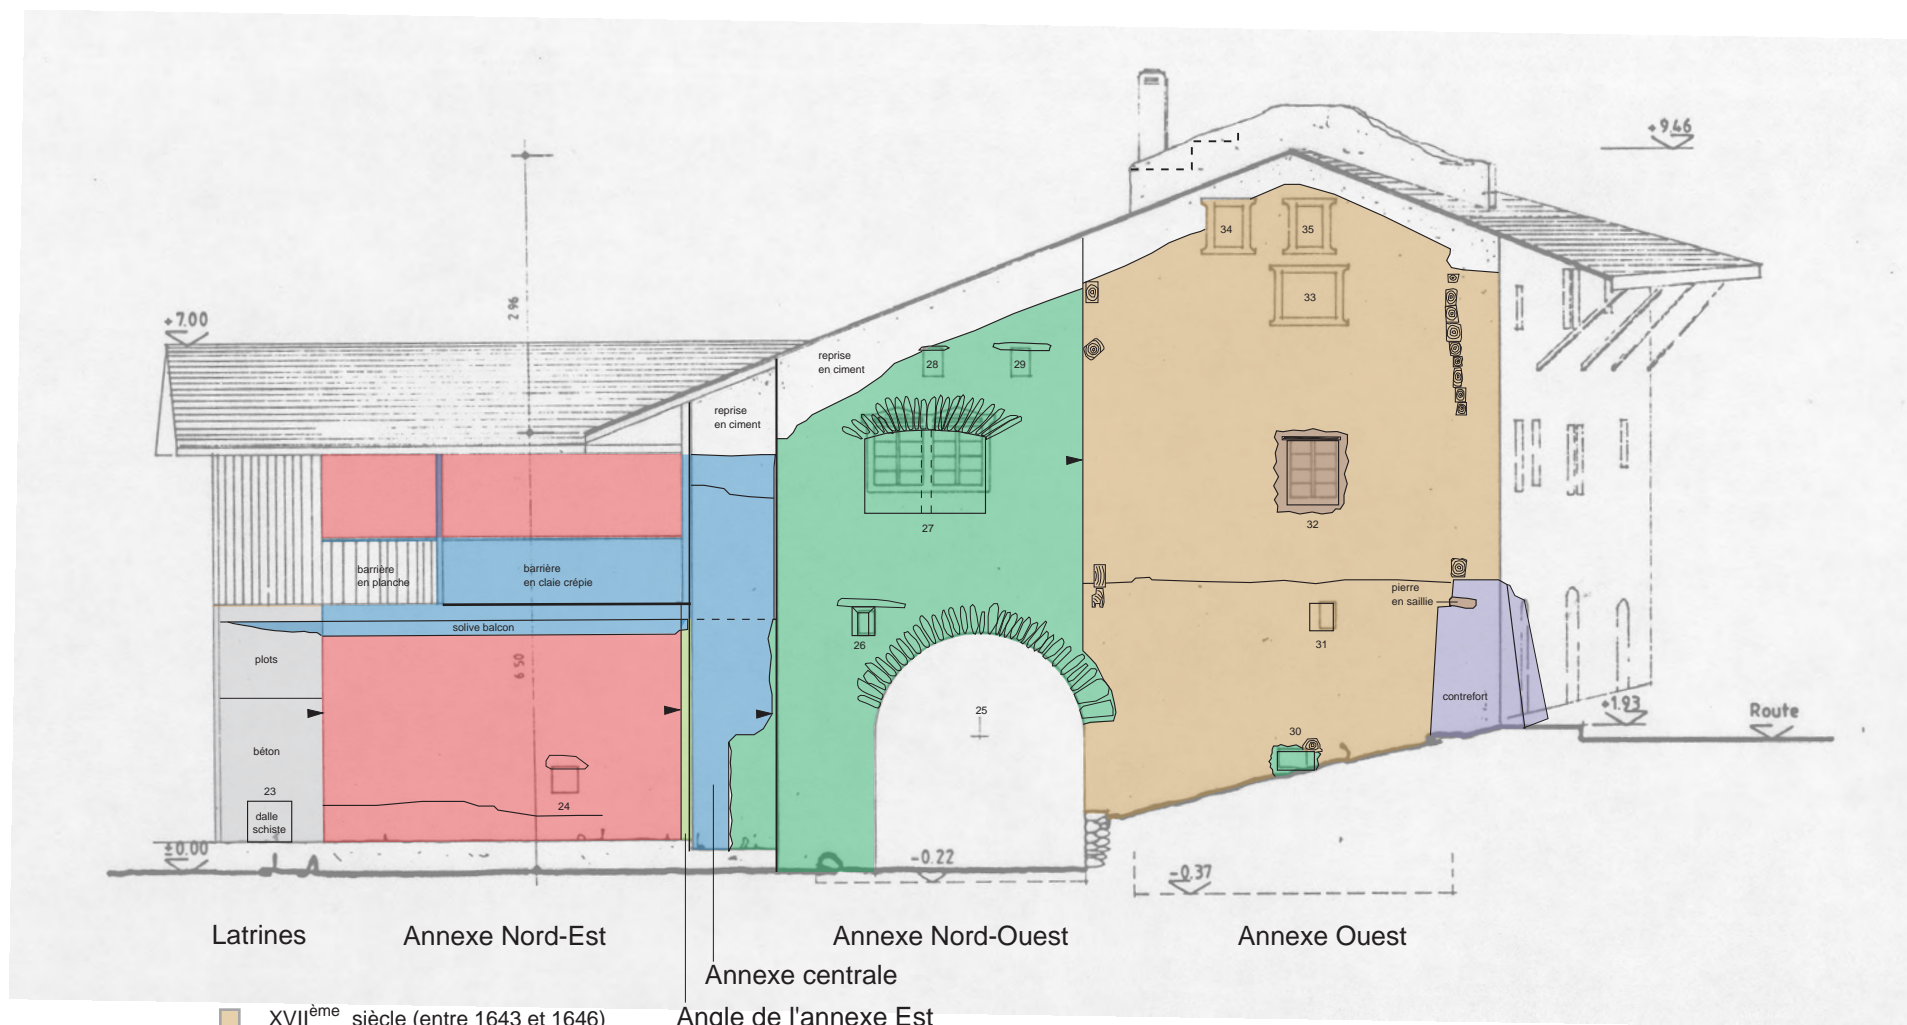 +9.46
34
35
33
2.96
+7.00
reprise
en ciment
28
29
reprise
en ciment
27
32
barrière
en planche
barrière
en claie crépie
pierre
en saillie
solive balcon
26
31
plots
6.50
contrefort
25
+1.93
Route
30
béton
23
24
dalle
schiste
±0.00
-0.22
-0.37
Latrines
Annexe Nord-Est
Annexe Nord-Ouest
Annexe Ouest
Annexe centrale
XVIIème siècle (entre 1643 et 1646)
Angle de l'annexe Est